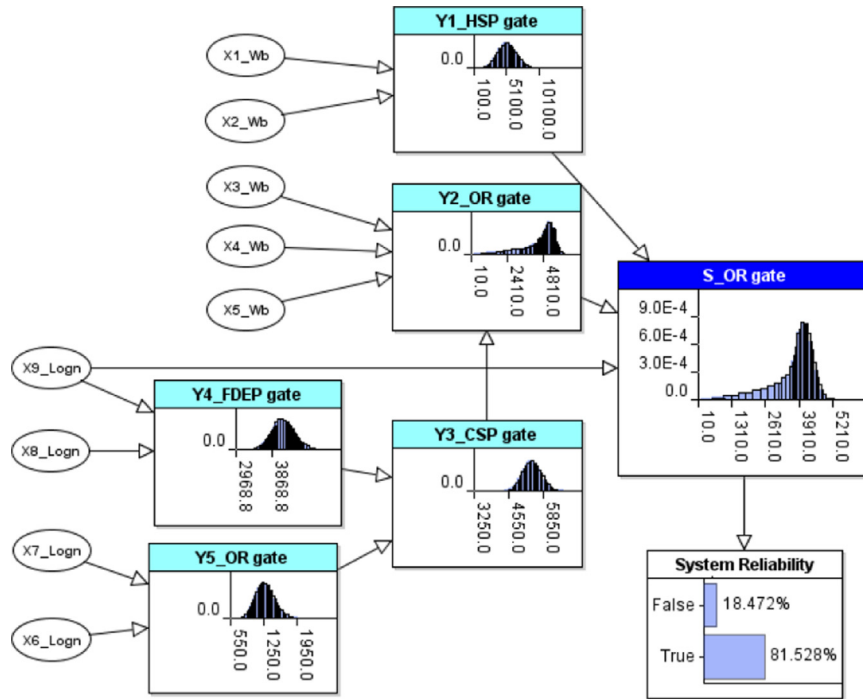 Y1_HSP gate
0.0
100.0
5100.0
10100.0
X1_Wb
X2_Wb
X3_Wb
X4_Wb
X5_Wb
Y2_OR gate
0.0
10.0
2410.0
4810.0
S_OR gate
9.0E-4
6.0E-4
3.0E-4
0.0
10.0
1310.0
2610.0
3910.0
5210.0
X9_Logn
X8_Logn
Y4_FDEP gate
0.0
2968.8
3868.8
Y3_CSP gate
0.0
3250.0
4550.0
5850.0
X7_Logn
X6_Logn
Y5_OR gate
0.0
550.0
1250.0
1950.0
System Reliability
False 18.472%
True 81.528%